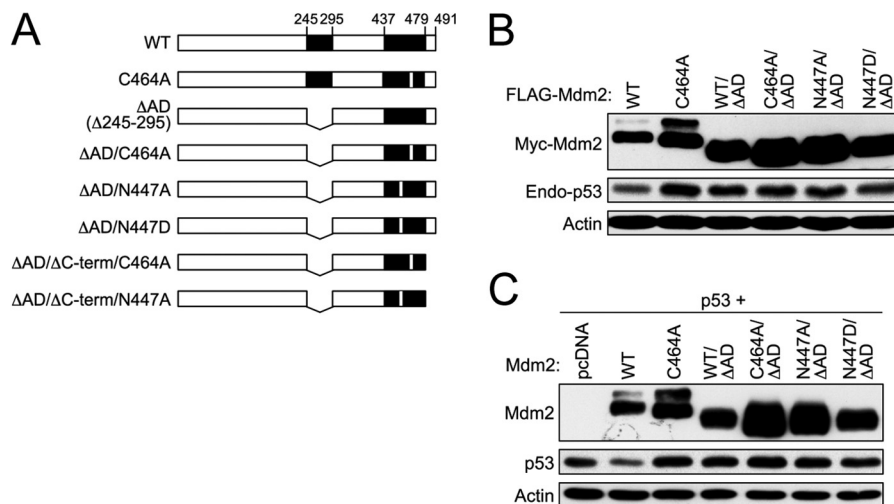 A
245 295 437 479 491
WT
C464A
ΔAD
(Δ245-295)
ΔAD/C464A
ΔAD/N447A
ΔAD/N447D
ΔAD/ΔC-term/C464A
ΔAD/ΔC-term/N447A
B
FLAG-Mdm2: WT C464A WT/ΔAD C464A/ΔAD N447A/ΔAD N447D/ΔAD
Myc-Mdm2
Endo-p53
Actin
C
p53 +
Mdm2: pcDNA WT C464A WT/ΔAD C464A/ΔAD N447A/ΔAD N447D/ΔAD
Mdm2
p53
Actin